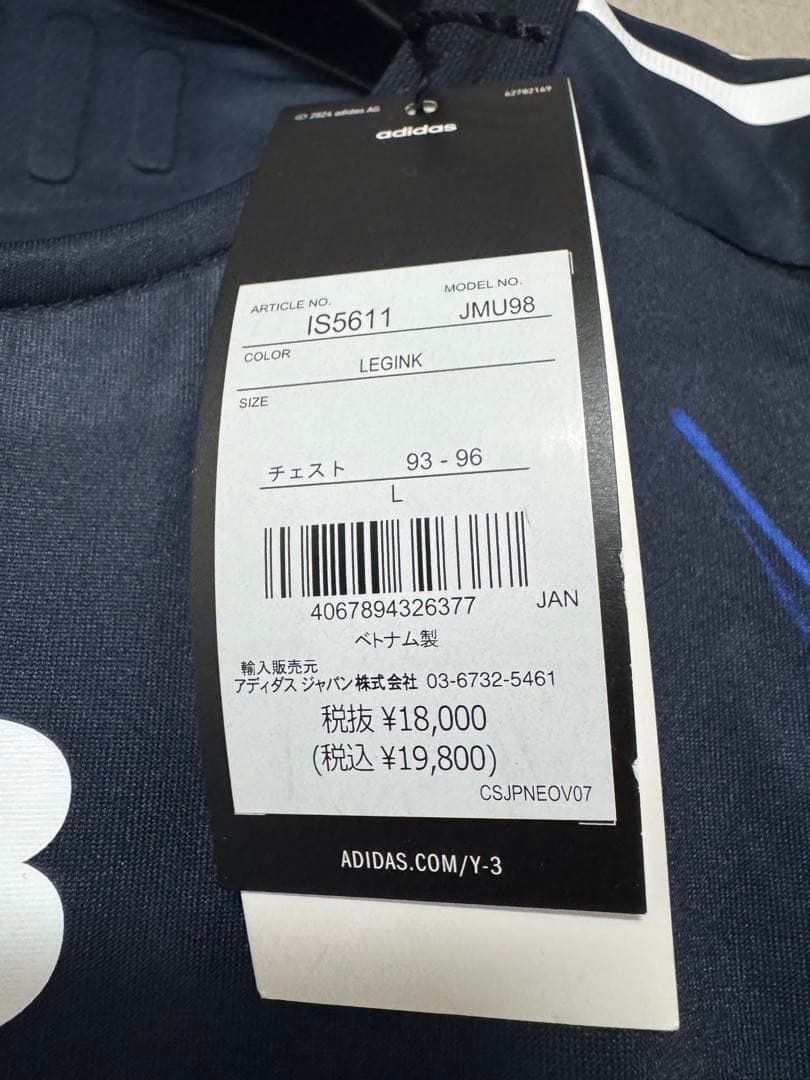 © 2024 adidas AG
62702169
adidas
ARTICLE NO. MODEL NO.
IS5611 JMU98
COLOR
LEGINK
SIZE
チェスト 93 - 96
L
4067894326377 JAN
ベトナム製
輸入販売元
アディダス ジャパン株式会社 03-6732-5461
税抜 ¥18,000
(税込 ¥19,800)
CSJPNEOV07
ADIDAS.COM/Y-3